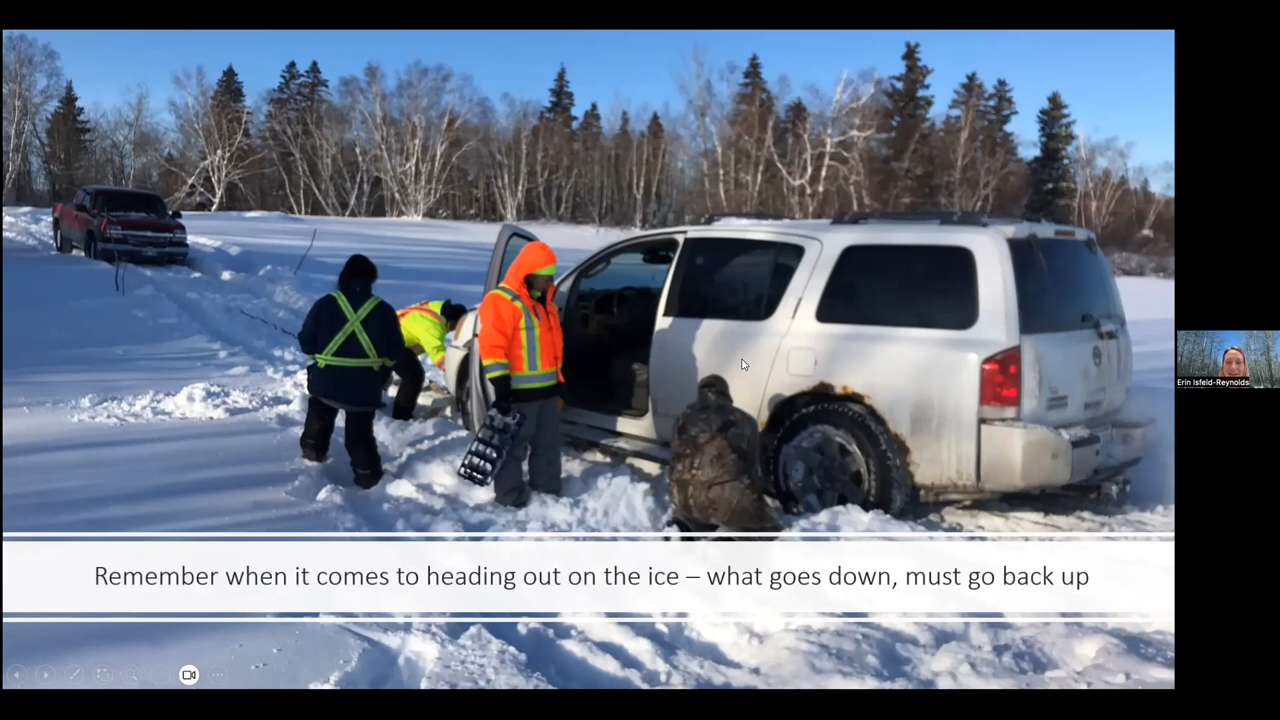 Remember when it comes to heading out on the ice – what goes down, must go back up
Erin Isfeld-Reynolds